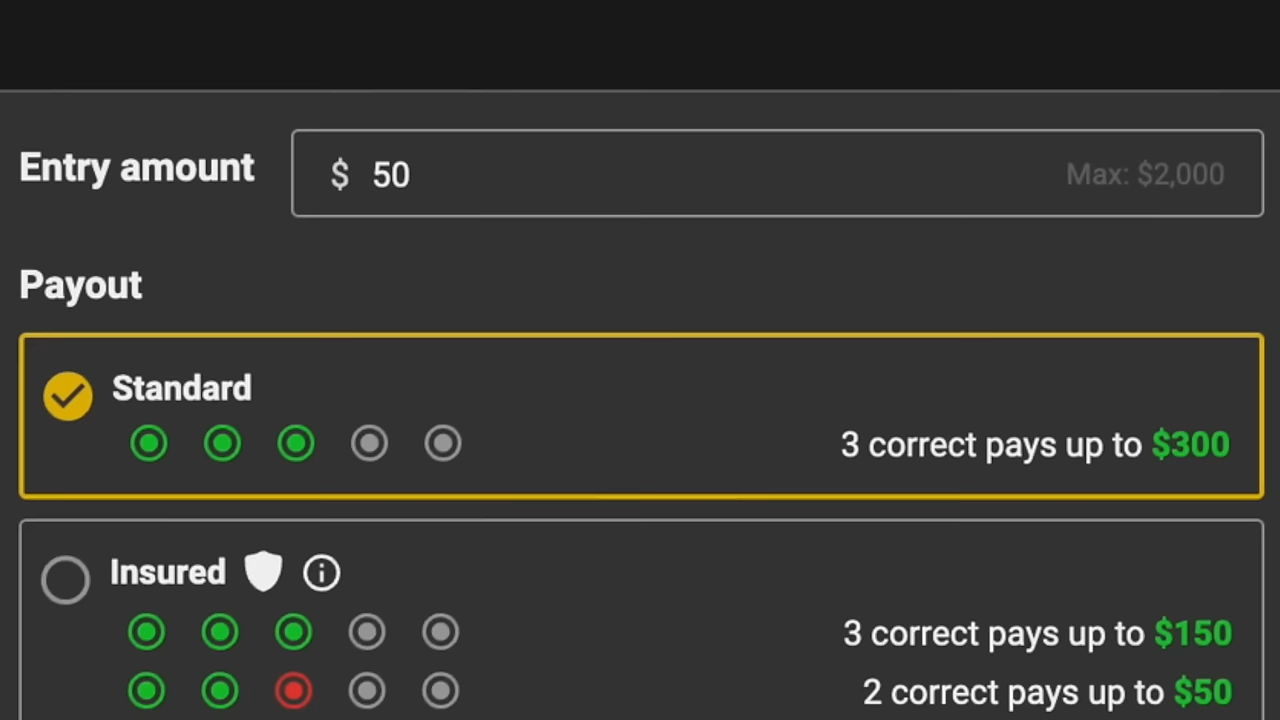 Entry amount $ 50 Max: $2,000
Payout
Standard
3 correct pays up to $300
Insured
3 correct pays up to $150
2 correct pays up to $50